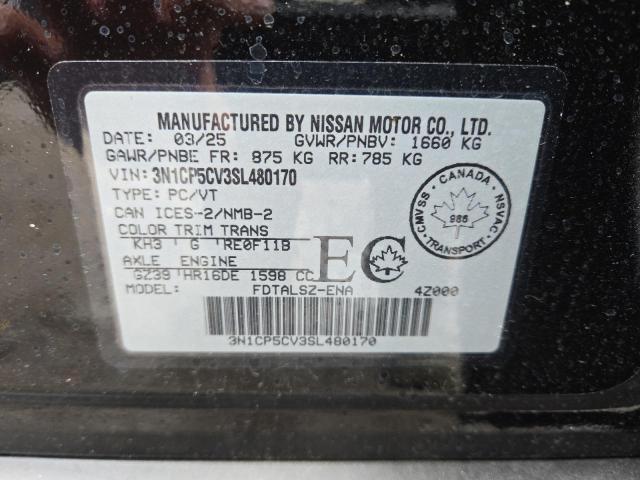 MANUFACTURED BY NISSAN MOTOR CO., LTD.
DATE: 03/25 GVWR/PNBV: 1660 KG
GAWR/PNBE FR: 875 KG RR: 785 KG
VIN: 3N1CP5CV3SL480170
TYPE: PC/VT
CAN ICES-2/NMB-2
COLOR TRIM TRANS
KH3 G RE0F11B
AXLE ENGINE
GZ39 HR16DE 1598 CC
MODEL: FDTALSZ-ENA 4Z000
3N1CP5CV3SL480170
EC
CANADA
CMVSS · NSVAC
986
TRANSPORT